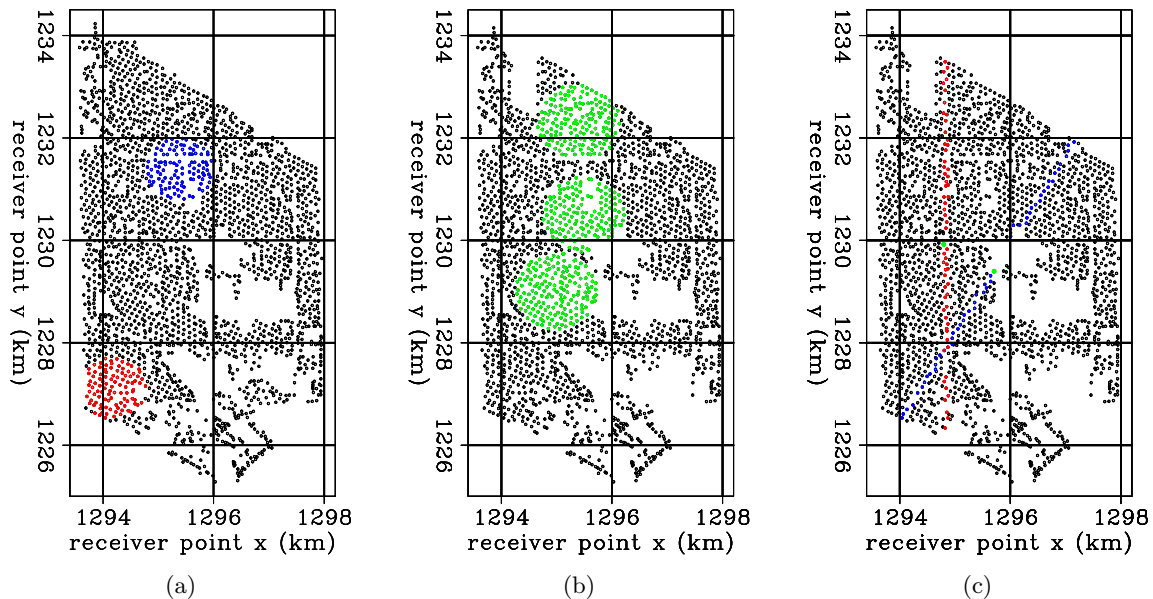 1234
1232
1230
1228
1226
receiver point y (km)
1294 1296 1298
receiver point x (km)
(a)
1234
1232
1230
1228
1226
receiver point y (km)
1294 1296 1298
receiver point x (km)
(b)
1234
1232
1230
1228
1226
receiver point y (km)
1294 1296 1298
receiver point x (km)
(c)